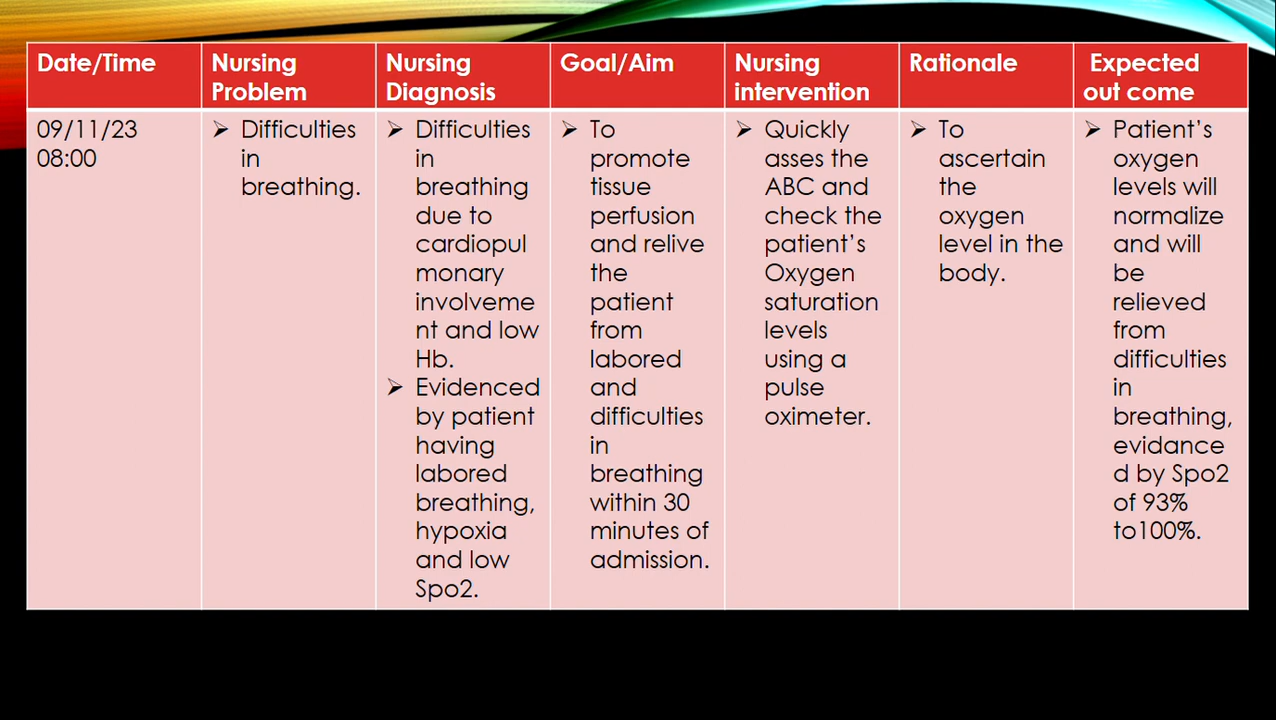 Date/Time
Nursing
Problem
Nursing
Diagnosis
Goal/Aim
Nursing
intervention
Rationale
Expected
out come
09/11/23
08:00
➢ Difficulties
in
breathing.
➢ Difficulties
in
breathing
due to
cardiopul
monary
involveme
nt and low
Hb.
➢ Evidenced
by patient
having
labored
breathing,
hypoxia
and low
Spo2.
➢ To
promote
tissue
perfusion
and relive
the
patient
from
labored
and
difficulties
in
breathing
within 30
minutes of
admission.
➢ Quickly
asses the
ABC and
check the
patient’s
Oxygen
saturation
levels
using a
pulse
oximeter.
➢ To
ascertain
the
oxygen
level in the
body.
➢ Patient’s
oxygen
levels will
normalize
and will
be
relieved
from
difficulties
in
breathing,
evidance
d by Spo2
of 93%
to100%.